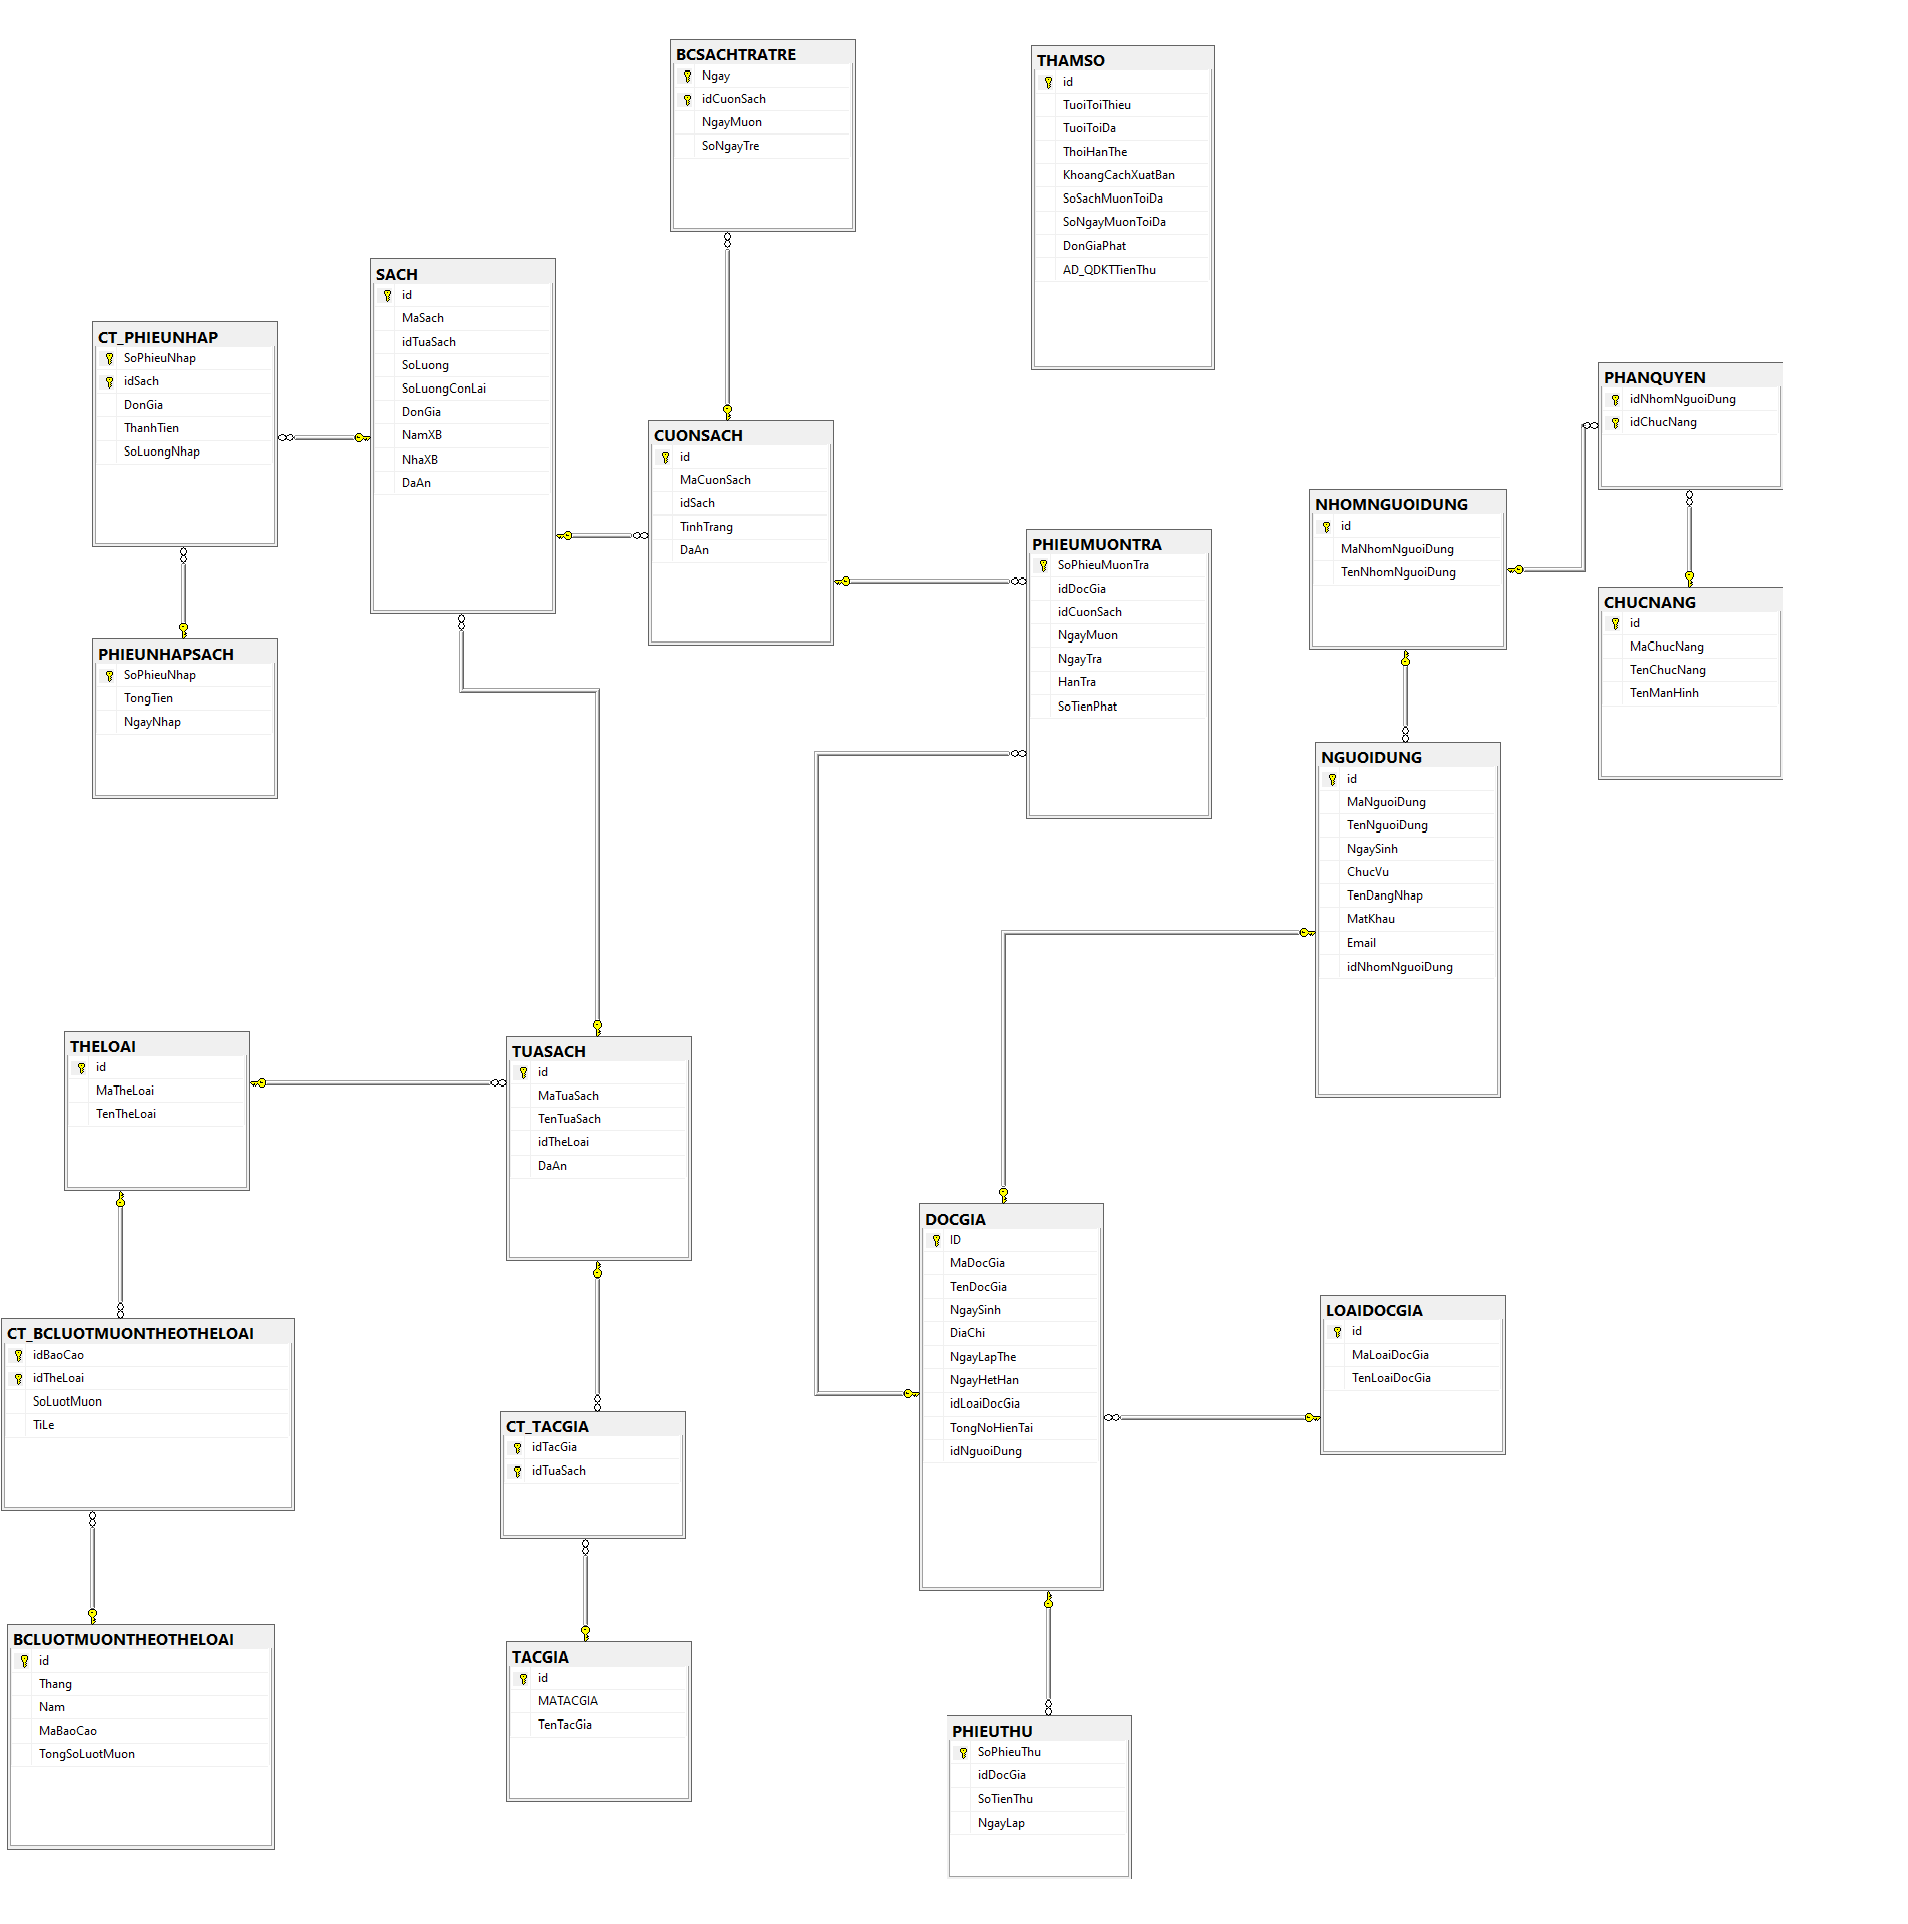 BCSACHTRATRE
Ngay
idCuonSach
NgayMuon
SoNgayTre
THAMSO
id
TuoiToiThieu
TuoiToiDa
ThoiHanThe
KhoangCachXuatBan
SoSachMuonToiDa
SoNgayMuonToiDa
DonGiaPhat
AD_QDKTTienThu
SACH
id
MaSach
idTuaSach
SoLuong
SoLuongConLai
DonGia
NamXB
NhaXB
DaAn
CT_PHIEUNHAP
SoPhieuNhap
idSach
DonGia
ThanhTien
SoLuongNhap
CUONSACH
id
MaCuonSach
idSach
TinhTrang
DaAn
PHANQUYEN
idNhomNguoiDung
idChucNang
NHOMNGUOIDUNG
id
MaNhomNguoiDung
TenNhomNguoiDung
PHIEUMUONTRA
SoPhieuMuonTra
idDocGia
idCuonSach
NgayMuon
NgayTra
HanTra
SoTienPhat
CHUCNANG
id
MaChucNang
TenChucNang
TenManHinh
PHIEUNHAPSACH
SoPhieuNhap
TongTien
NgayNhap
NGUOIDUNG
id
MaNguoiDung
TenNguoiDung
NgaySinh
ChucVu
TenDangNhap
MatKhau
Email
idNhomNguoiDung
THELOAI
id
MaTheLoai
TenTheLoai
TUASACH
id
MaTuaSach
TenTuaSach
idTheLoai
DaAn
DOCGIA
ID
MaDocGia
TenDocGia
NgaySinh
DiaChi
NgayLapThe
NgayHetHan
idLoaiDocGia
TongNoHienTai
idNguoiDung
LOAIDOCGIA
id
MaLoaiDocGia
TenLoaiDocGia
CT_BCLUOTMUONTHEOTHELOAI
idBaoCao
idTheLoai
SoLuotMuon
TiLe
CT_TACGIA
idTacGia
idTuaSach
BCLUOTMUONTHEOTHELOAI
id
Thang
Nam
MaBaoCao
TongSoLuotMuon
TACGIA
id
MATACGIA
TenTacGia
PHIEUTHU
SoPhieuThu
idDocGia
SoTienThu
NgayLap